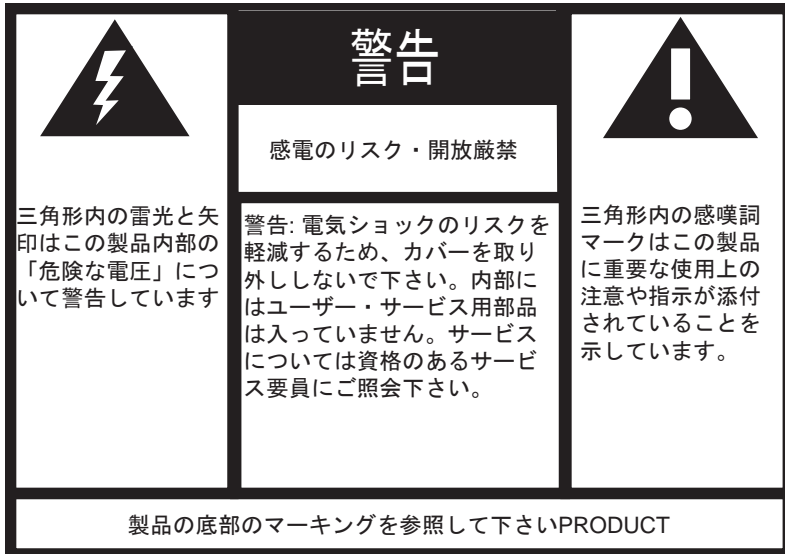 警告
感電のリスク・開放厳禁
三角形内の雷光と矢
印はこの製品内部の
「危険な電圧」につ
いて警告しています
警告: 電気ショックのリスクを
軽減するため、カバーを取り
外ししないで下さい。内部に
はユーザー・サービス用部品
は入っていません。サービス
については資格のあるサービ
ス要員にご照会下さい。
三角形内の感嘆詞
マークはこの製品
に重要な使用上の
注意や指示が添付
されていることを
示しています。
製品の底部のマーキングを参照して下さいPRODUCT